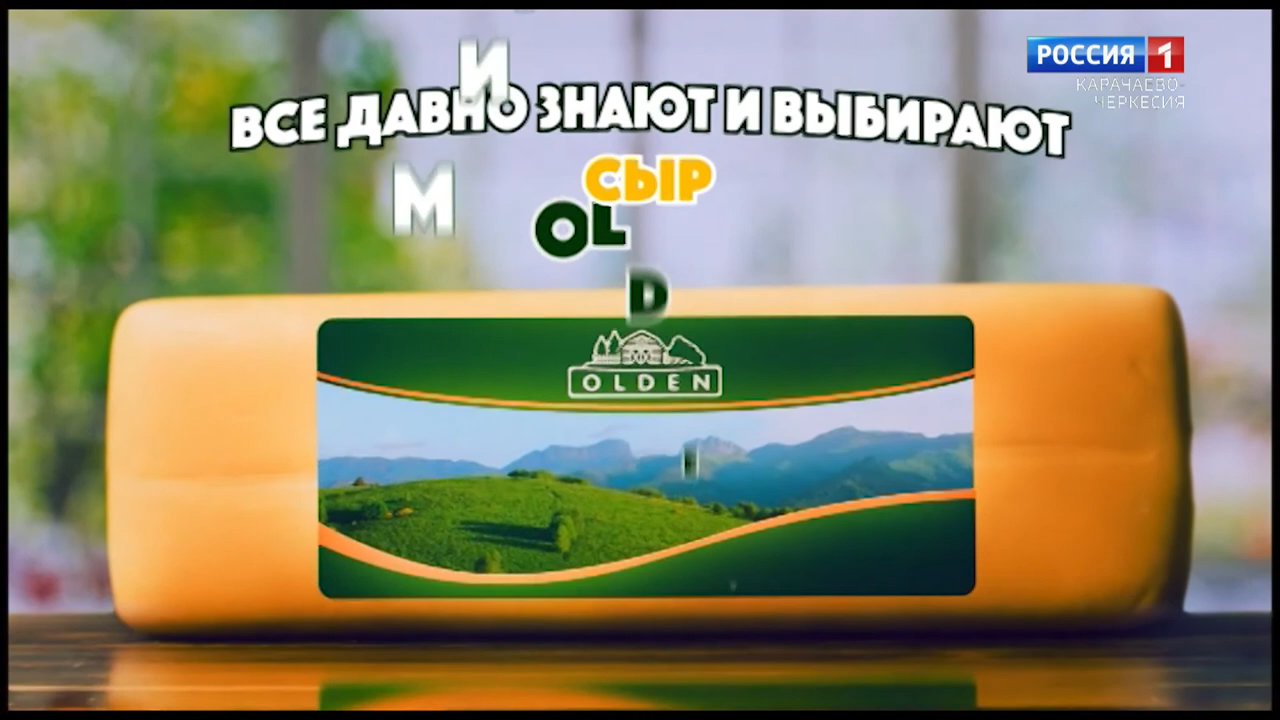 РОССИЯ 1
КАРАЧАЕВО-
ЧЕРКЕСИЯ
И
ВСЕ ДАВНО ЗНАЮТ И ВЫБИРАЮТ
М
СЫР
OL
D
OLDEN